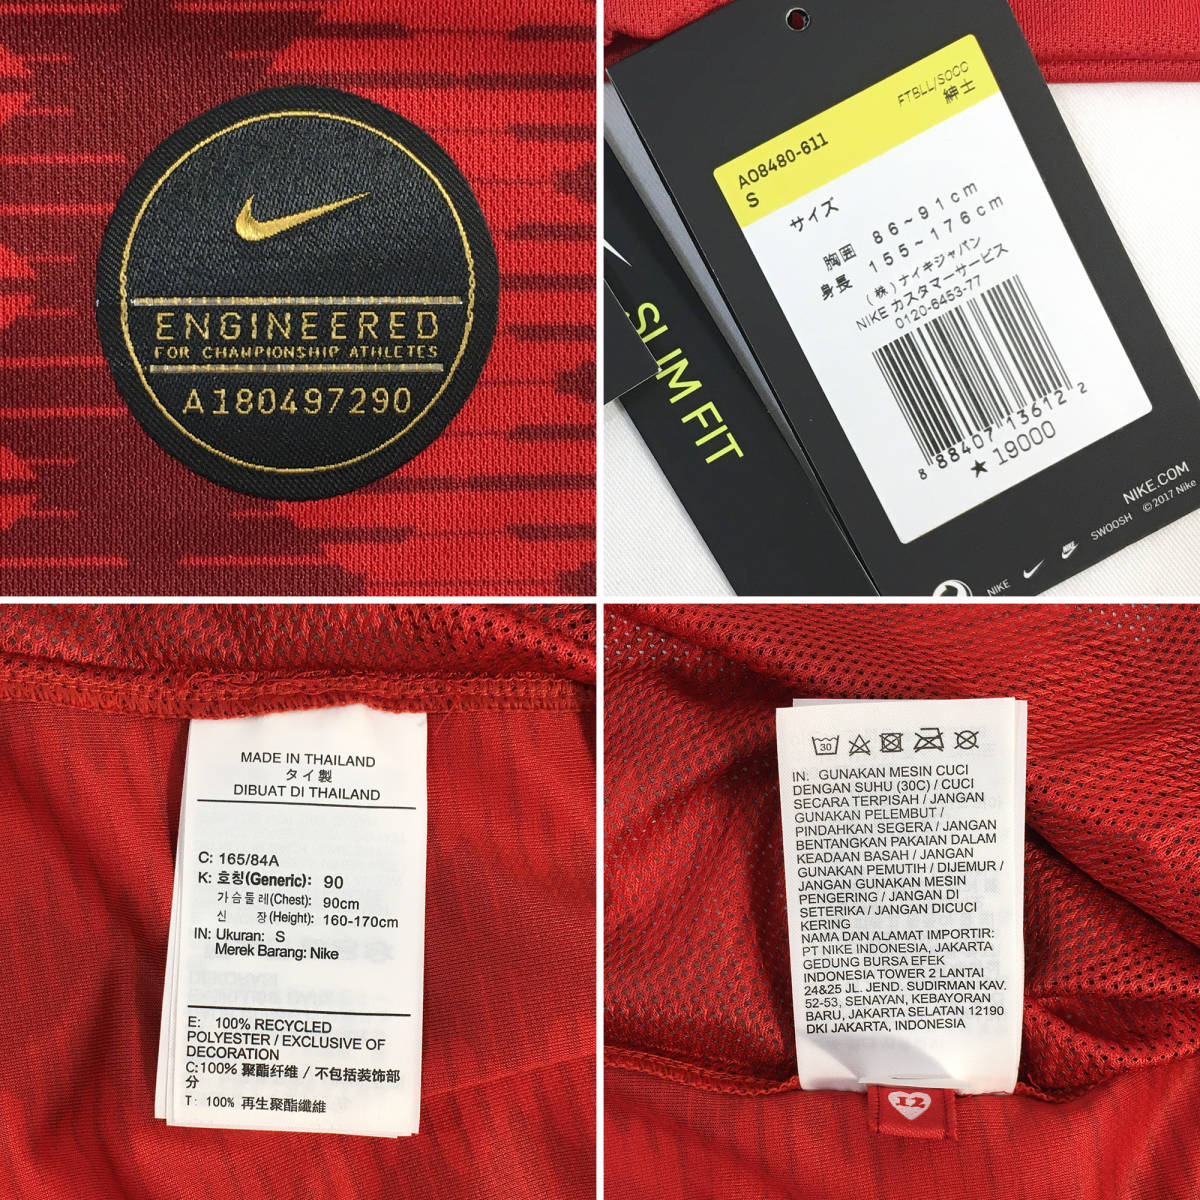 ENGINEERED
FOR CHAMPIONSHIP ATHLETES
A180497290
FTBLL/SOCC
紳士
AO8480-611
S
サイズ
胸囲 86~91cm
身長 155~176cm
(株)ナイキジャパン
NIKE カスタマーサービス
0120-6453-77
8 88407 13612 2
★19000
SLIM FIT
NIKE.COM
©2017 Nike
SWOOSH
NIKE
MADE IN THAILAND
タイ製
DIBUAT DI THAILAND
C: 165/84A
K: 호칭(Generic): 90
가슴둘레(Chest): 90cm
신 장(Height): 160-170cm
IN: Ukuran: S
Merek Barang: Nike
E: 100% RECYCLED
POLYESTER / EXCLUSIVE OF
DECORATION
C:100% 聚酯纤维 / 不包括装饰部
分
T: 100% 再生聚酯纖維
30
IN: GUNAKAN MESIN CUCI
DENGAN SUHU (30C) / CUCI
SECARA TERPISAH / JANGAN
GUNAKAN PELEMBUT /
PINDAHKAN SEGERA / JANGAN
BENTANGKAN PAKAIAN DALAM
KEADAAN BASAH / JANGAN
GUNAKAN PEMUTIH / DIJEMUR /
JANGAN GUNAKAN MESIN
PENGERING / JANGAN DI
SETERIKA / JANGAN DICUCI
KERING
NAMA DAN ALAMAT IMPORTIR:
PT NIKE INDONESIA, JAKARTA
GEDUNG BURSA EFEK
INDONESIA TOWER 2 LANTAI
24&25 JL. JEND. SUDIRMAN KAV.
52-53, SENAYAN, KEBAYORAN
BARU, JAKARTA SELATAN 12190
DKI JAKARTA, INDONESIA
12